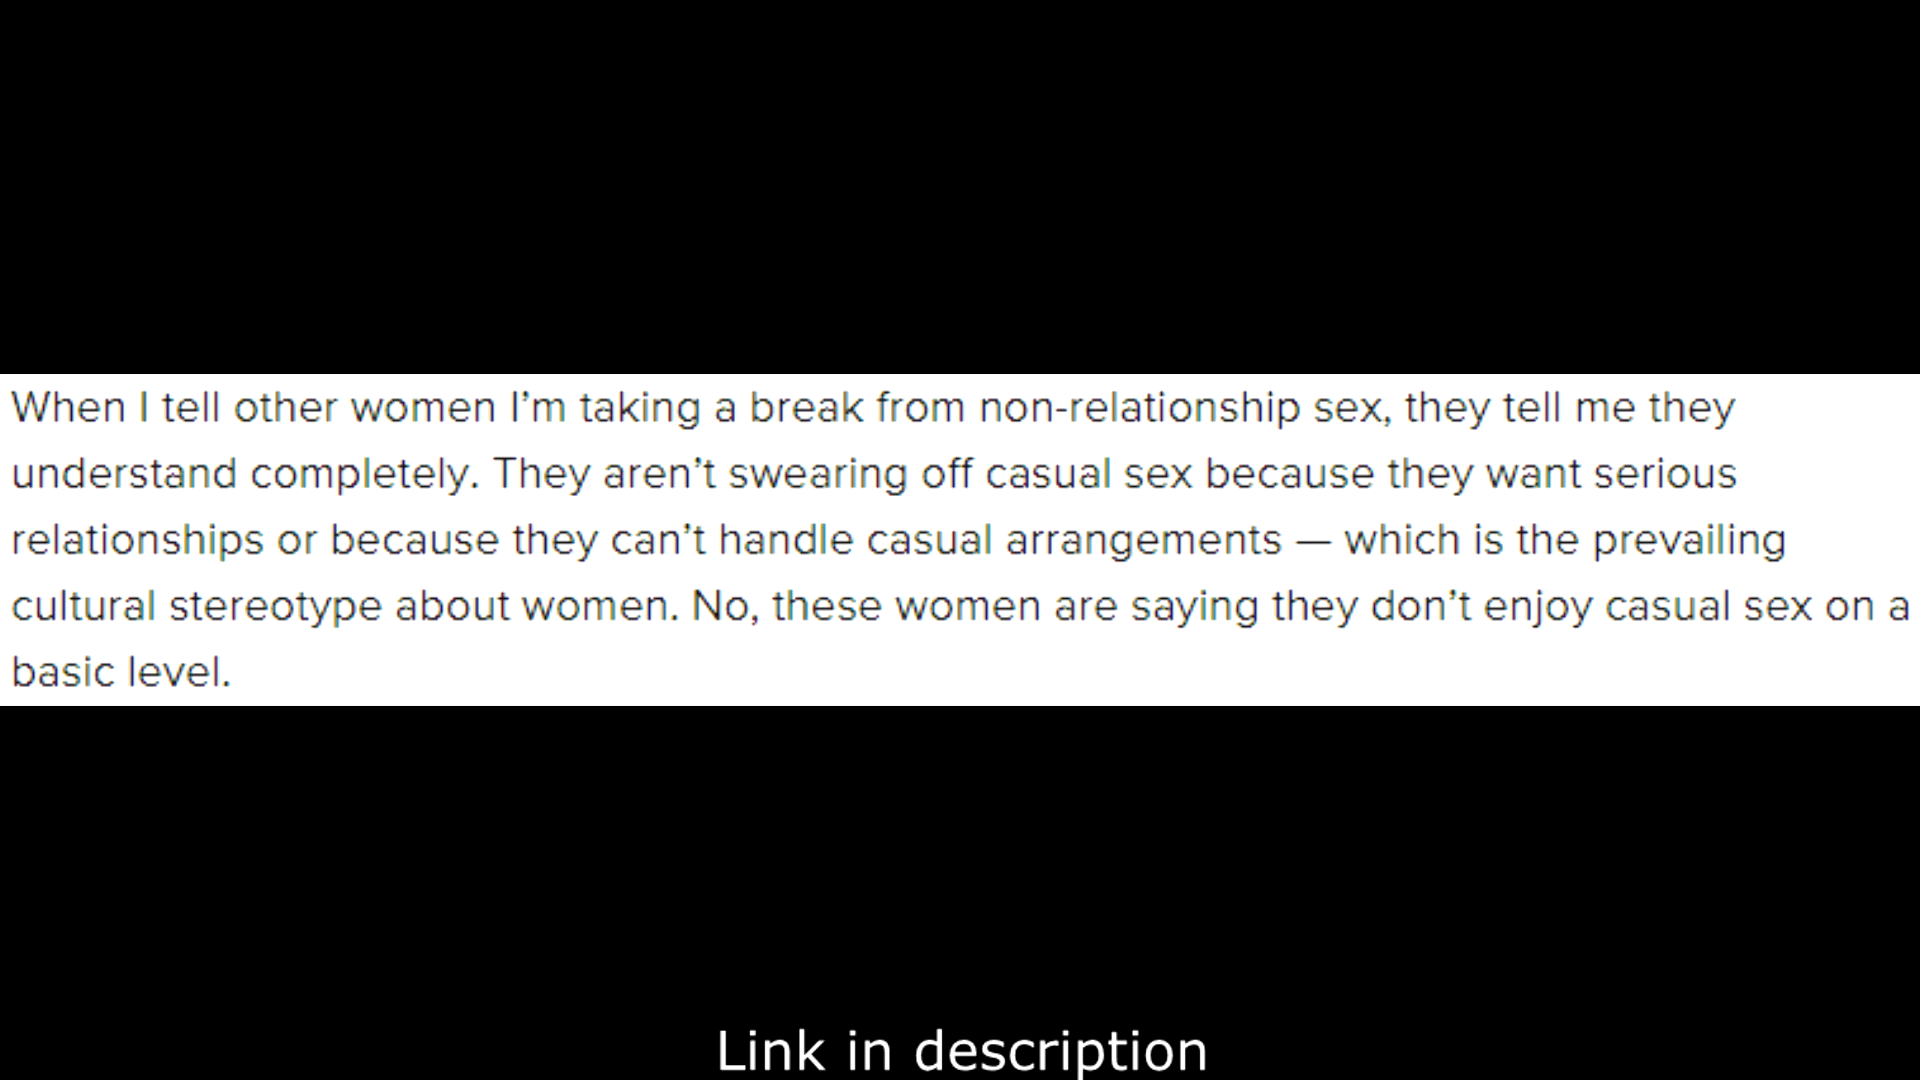 When I tell other women I’m taking a break from non-relationship sex, they tell me they
understand completely. They aren’t swearing off casual sex because they want serious
relationships or because they can’t handle casual arrangements — which is the prevailing
cultural stereotype about women. No, these women are saying they don’t enjoy casual sex on a
basic level.
Link in description